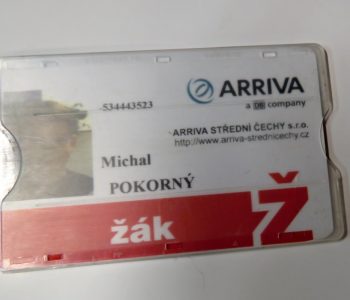 ARRIVA
a DB company
534443523
ARRIVA STŘEDNÍ ČECHY s.r.o.
http://www.arriva-strednicechy.cz
Michal
POKORNÝ
žák
Ž